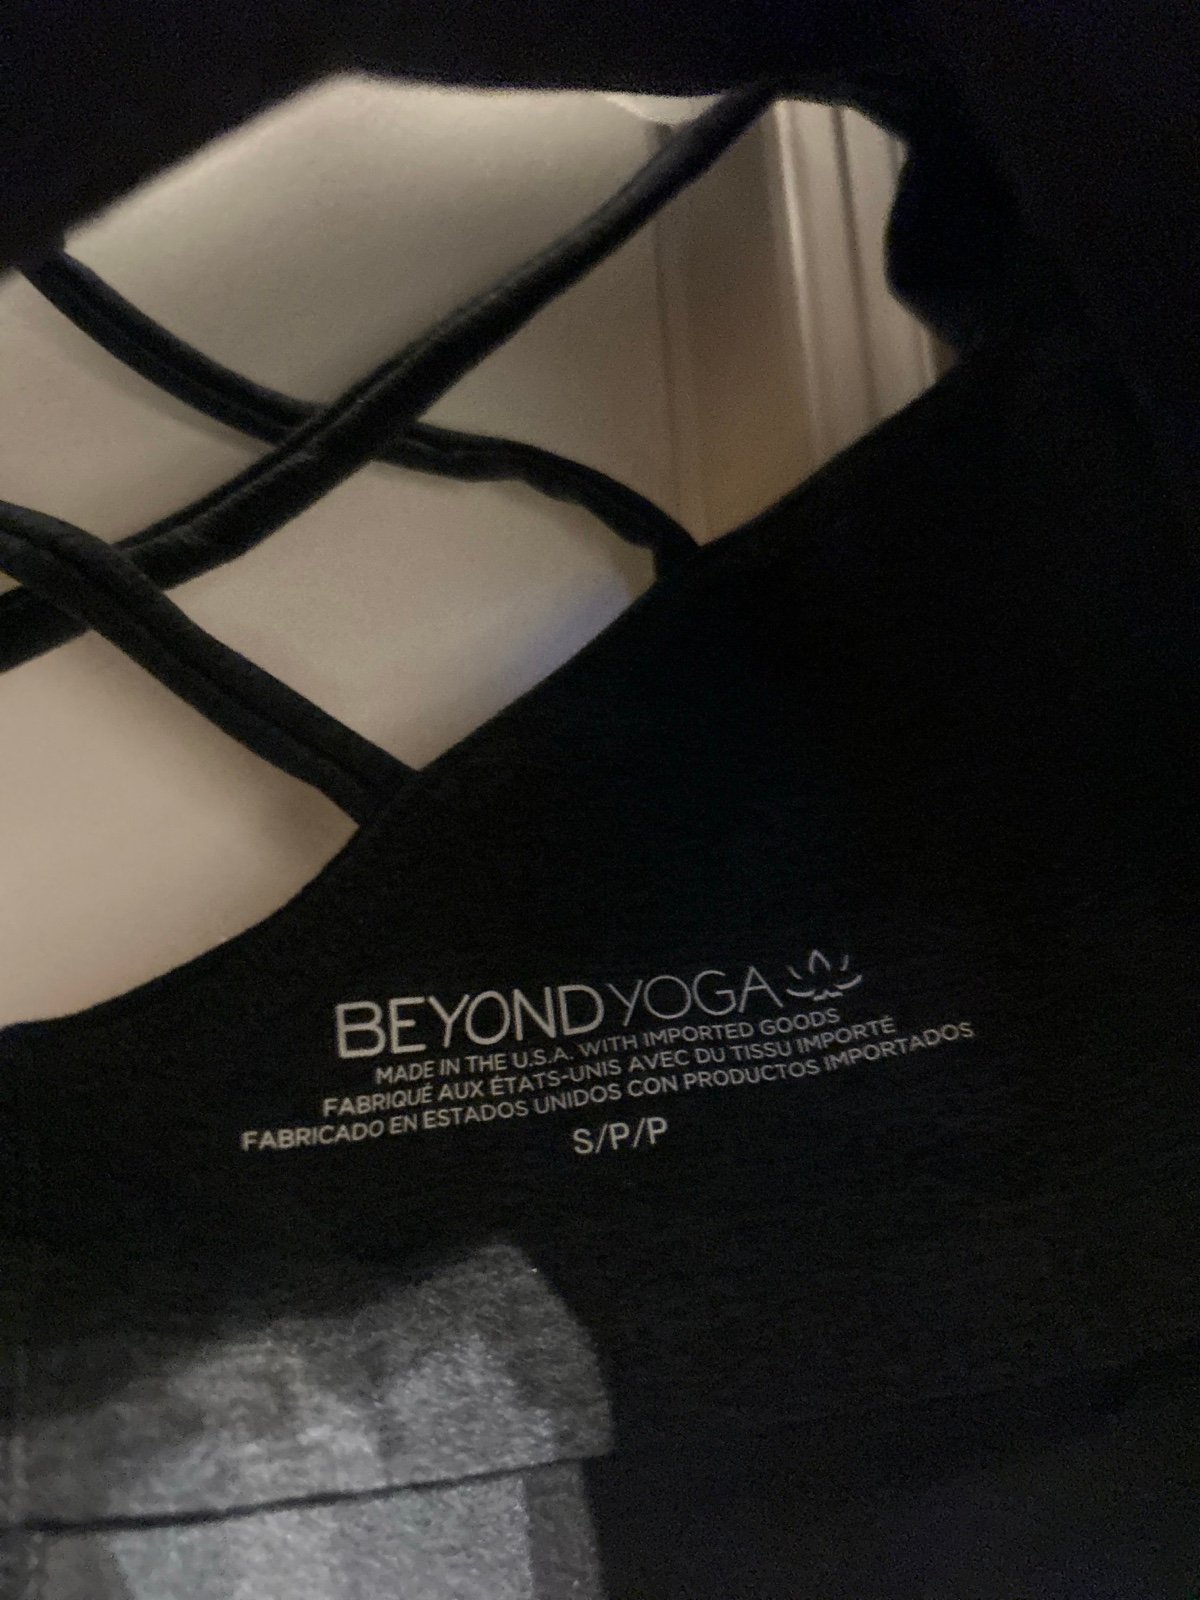 BEYOND YOGA
MADE IN THE U.S.A. WITH IMPORTED GOODS
FABRIQUÉ AUX ÉTATS-UNIS AVEC DU TISSU IMPORTÉ
FABRICADO EN ESTADOS UNIDOS CON PRODUCTOS IMPORTADOS
S/P/P